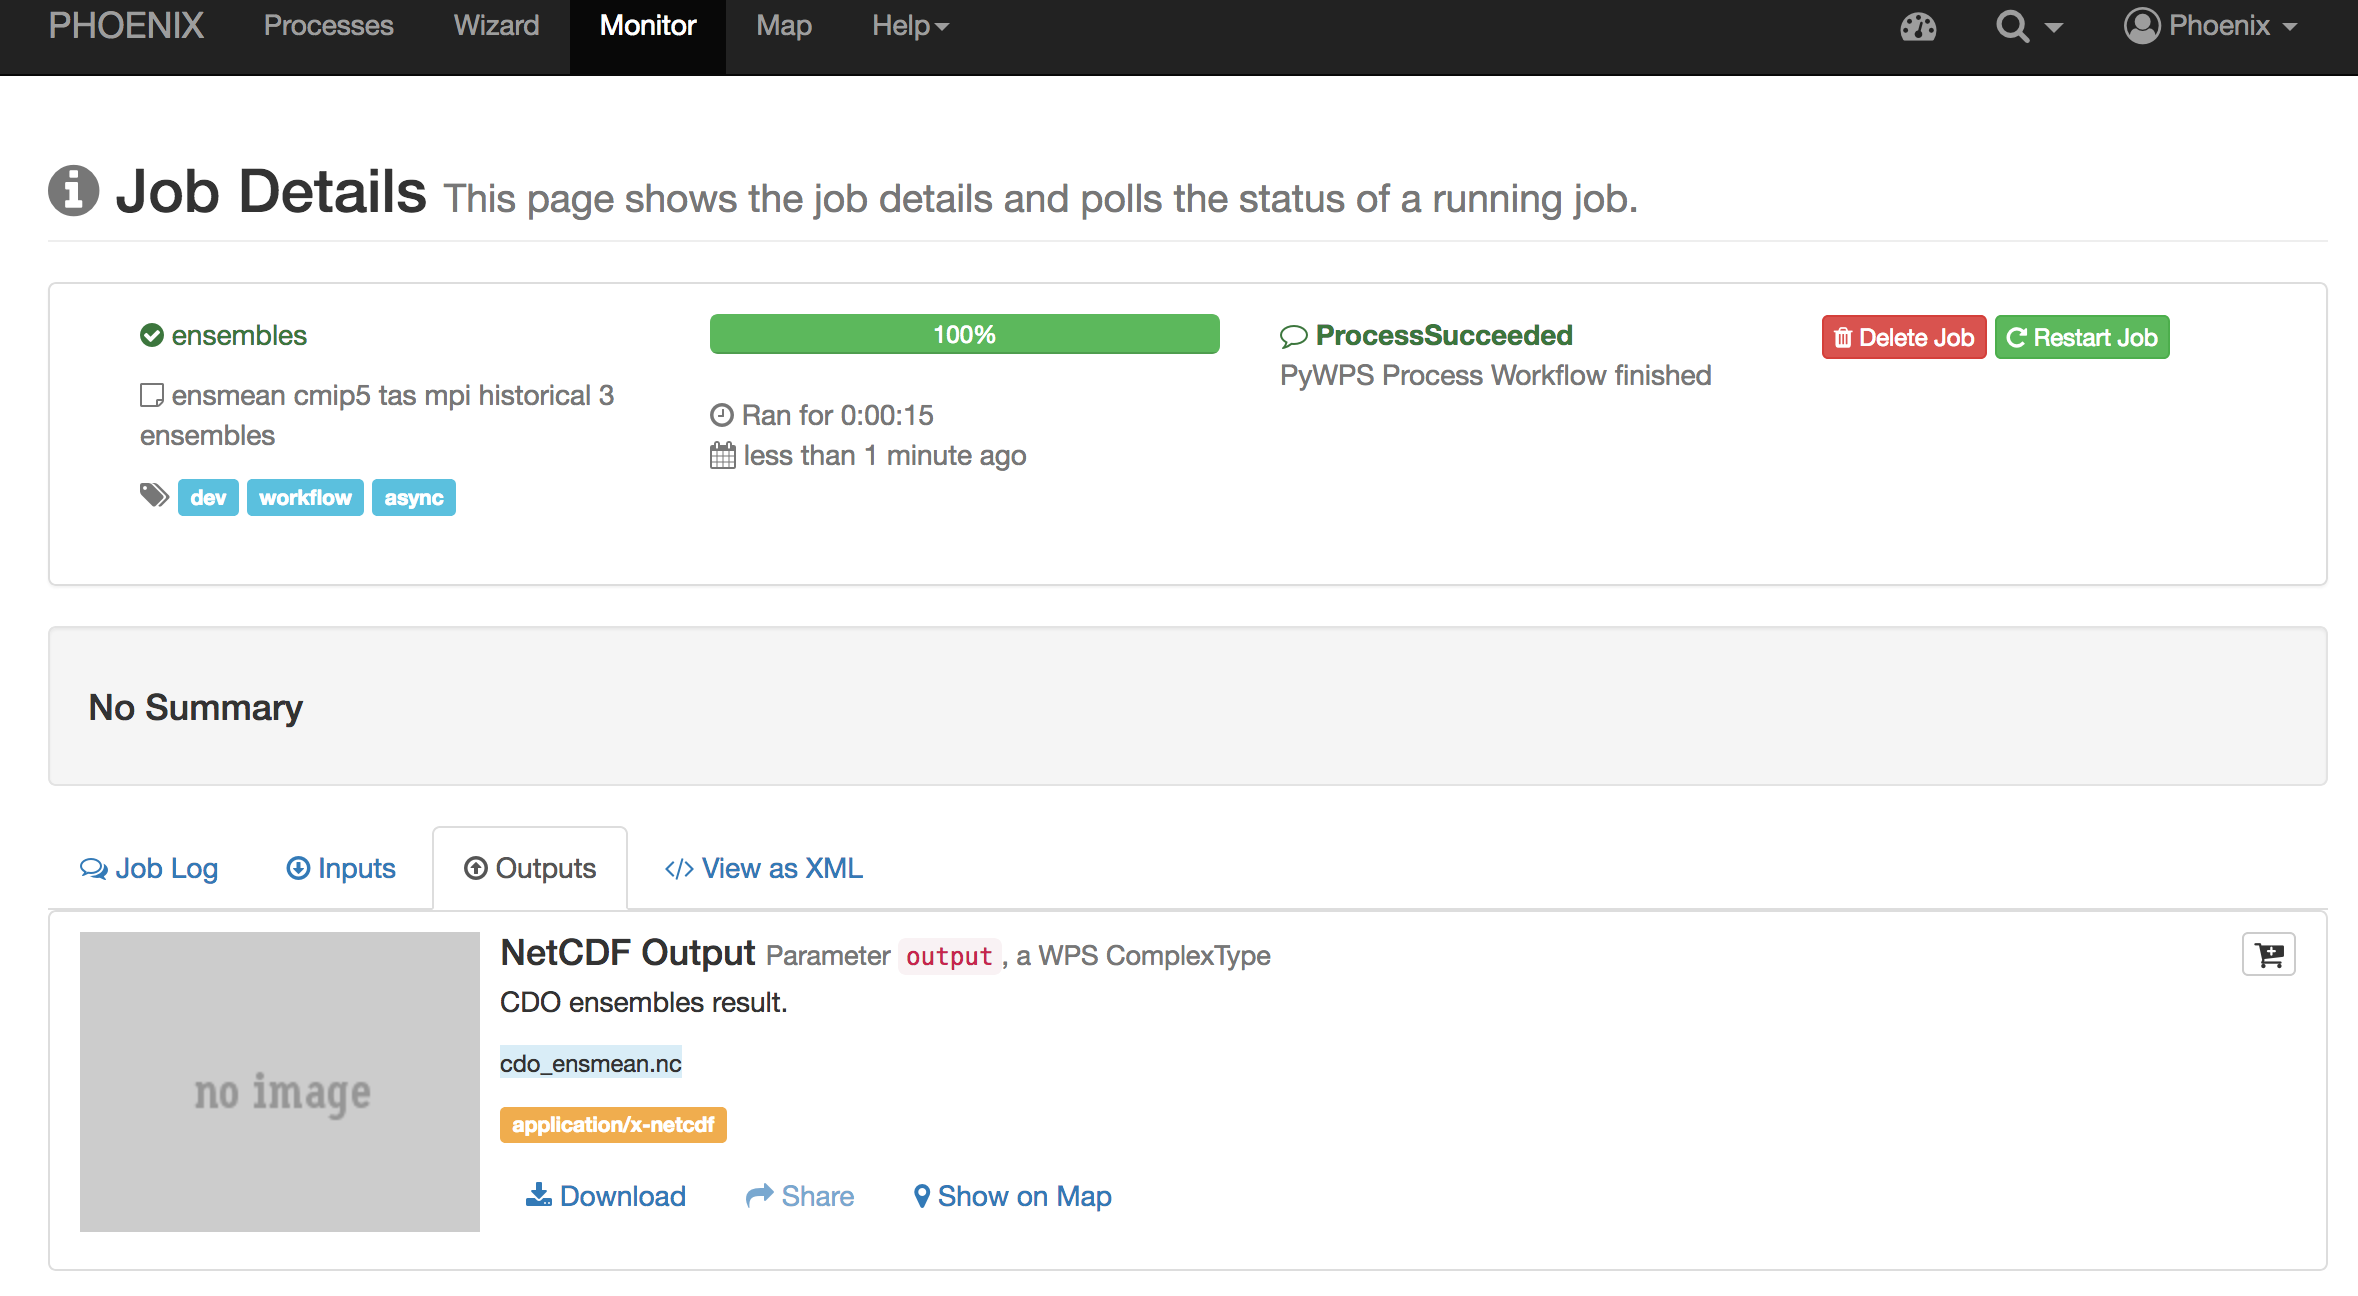 PHOENIX Processes Wizard Monitor Map Help Phoenix
Job Details This page shows the job details and polls the status of a running job.
ensembles
ensmean cmip5 tas mpi historical 3
ensembles
dev workflow async
100%
Ran for 0:00:15
less than 1 minute ago
ProcessSucceeded
PyWPS Process Workflow finished
Delete Job Restart Job
No Summary
Job Log Inputs Outputs </> View as XML
no image
NetCDF Output Parameter output, a WPS ComplexType
CDO ensembles result.
cdo_ensmean.nc
application/x-netcdf
Download Share Show on Map